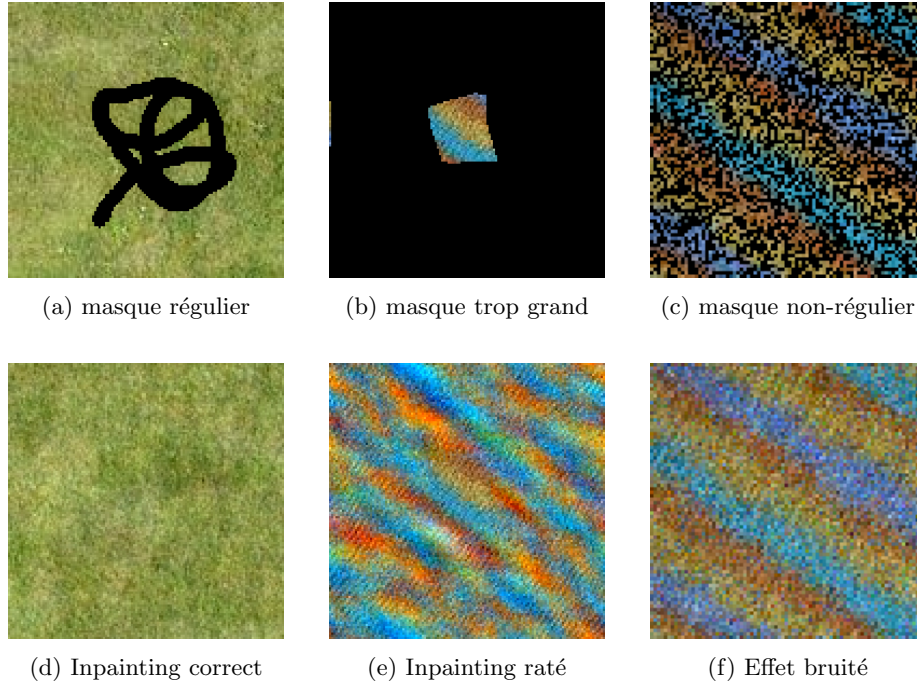 (a) masque régulier
(b) masque trop grand
(c) masque non-régulier
(d) Inpainting correct
(e) Inpainting raté
(f) Effet bruité